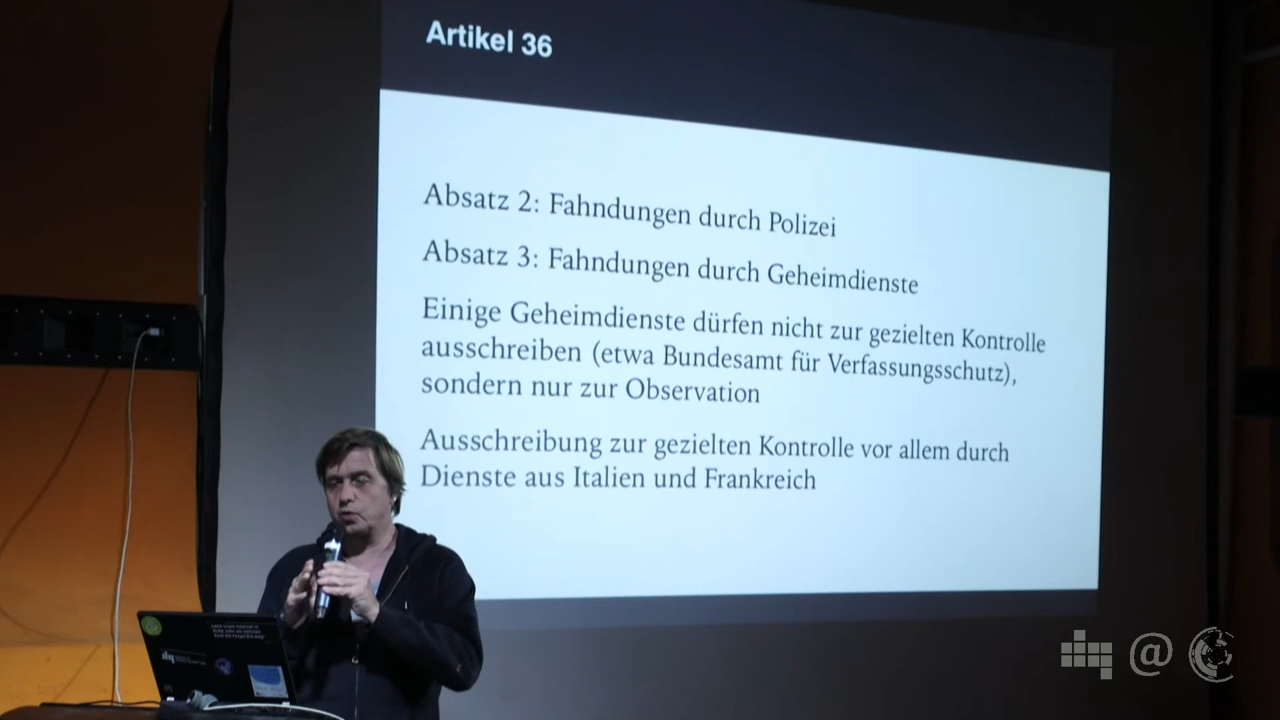 Artikel 36
Absatz 2: Fahndungen durch Polizei
Absatz 3: Fahndungen durch Geheimdienste
Einige Geheimdienste dürfen nicht zur gezielten Kontrolle
ausschreiben (etwa Bundesamt für Verfassungsschutz),
sondern nur zur Observation
Ausschreibung zur gezielten Kontrolle vor allem durch
Dienste aus Italien und Frankreich
@